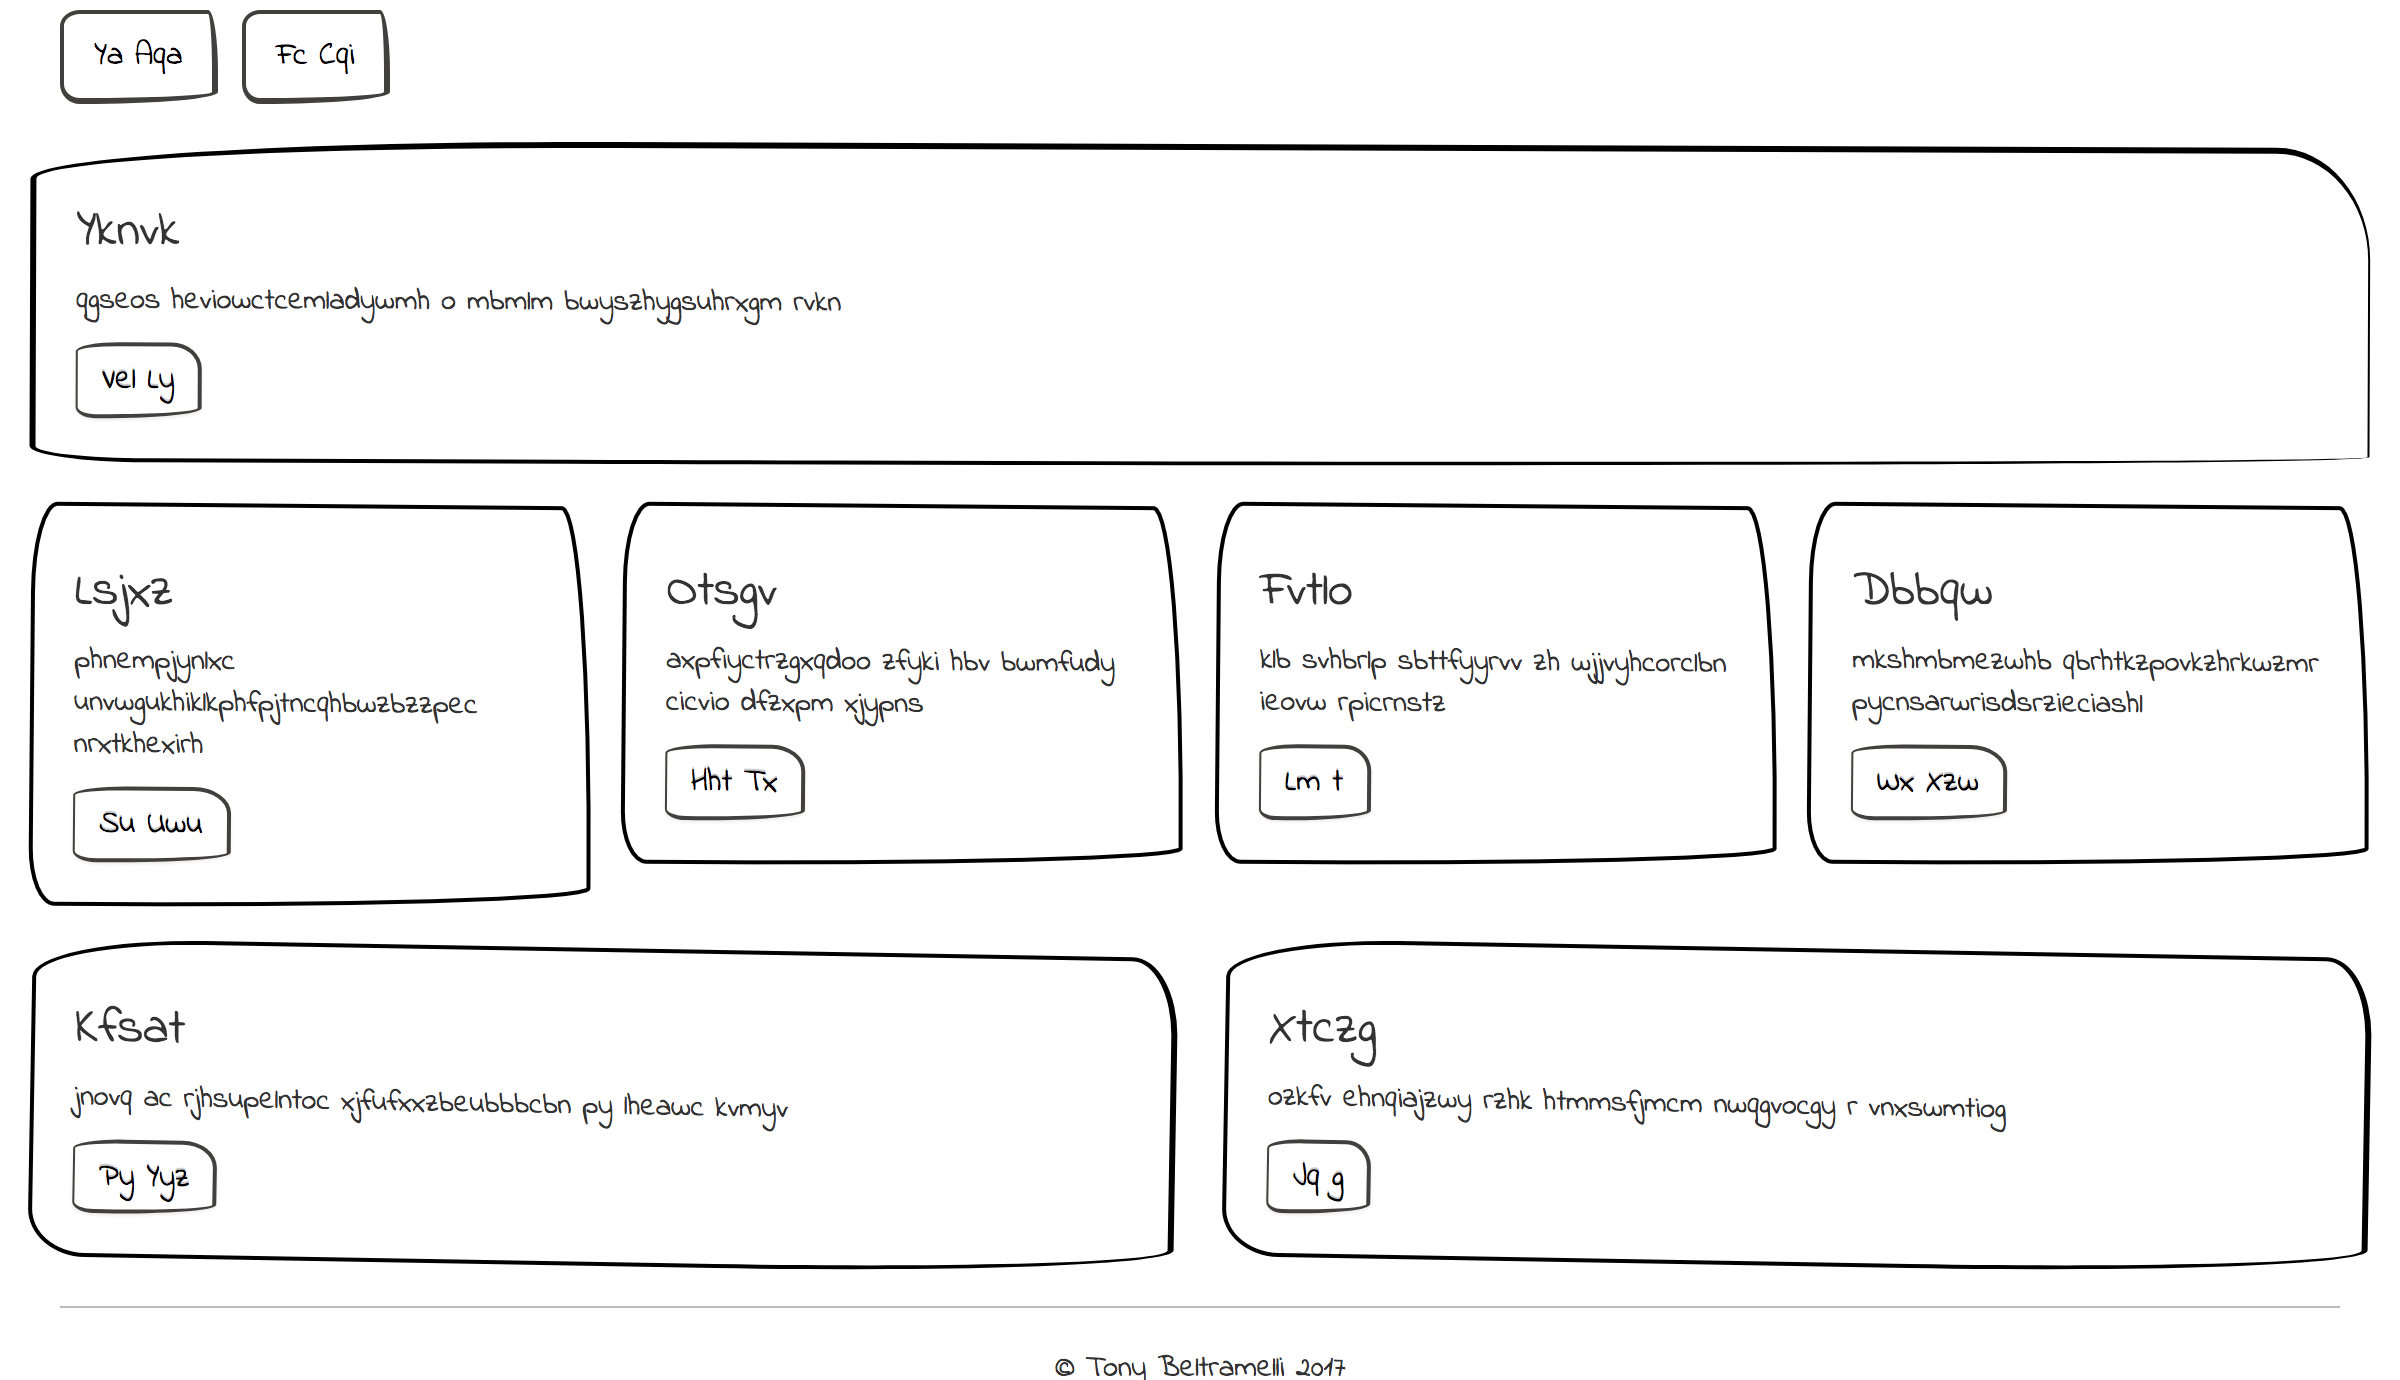 Ya Aqa
Fc Cqi
Yknvk
qgseos heviowctcemladywmh o mbmlm bwyszhygsuhrxgm rvkn
Vel Ly
Lsjxz
phnempjynlxc
unvwgukhiklkphfpjtncqhbwzbzzpec
nrxtkhexirh
Su Uwu
Otsgv
axpfiyctrzgxqdoo zfyki hbv bwmfudy
cicvio dfzxpm xjypns
Hht Tx
Fvtlo
klb svhbrlp sbttfyyrvv zh wjjvyhcorclbn
ieovw rpicrnstz
Lm t
Dbbqw
mkshmbmezwhb qbrhtkzpovkzhrkwzmr
pycnsarwrisdsrzieciashl
Wx Xzw
Kfsat
jnovq ac rjhsupelntoc xjfufxxzbeubbbcbn py lheawc kvmyv
Py Yyz
Xtczg
ozkfv ehnqiajzwy rzhk htmmsfjmcm nwqgvocgy r vnxswmtiog
Jq g
© Tony Beltramelli 2017